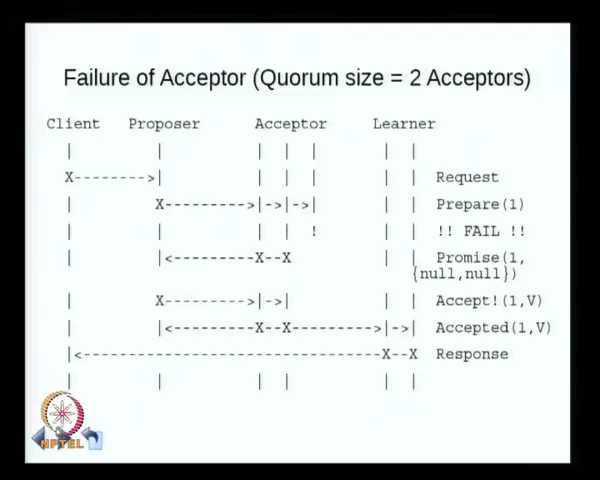 Failure of Acceptor (Quorum size = 2 Acceptors)
Client Proposer Acceptor Learner
| | | | | | |
X-------->| | | | | | Request
| X--------->|->|->| | | Prepare(1)
| | | | ! | | !! FAIL !!
| |<---------X--X | | Promise(1,
{null,null})
| X--------->|->| | | Accept!(1,V)
| |<---------X--X--------->|->| Accepted(1,V)
|<---------------------------------X--X Response
| | | | | |
NPTEL